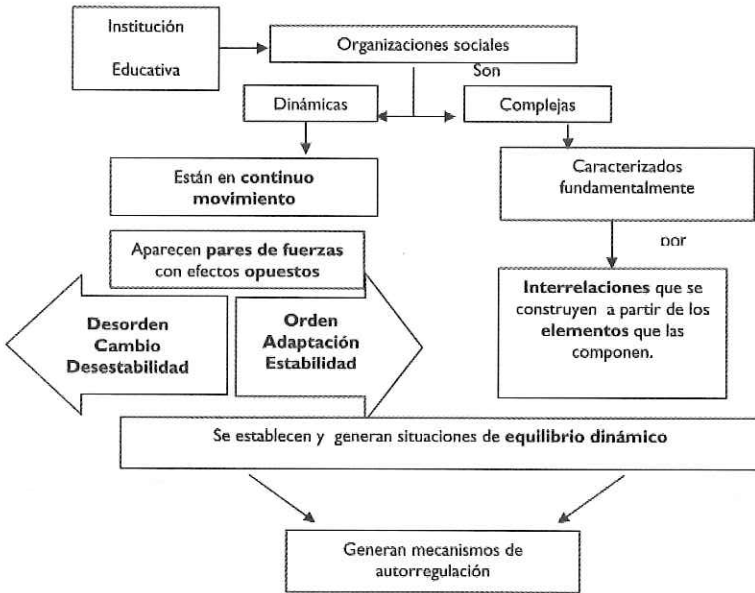 Institución
Educativa
Organizaciones sociales
Son
Dinámicas
Complejas
Están en continuo
movimiento
Caracterizados
fundamentalmente
por
Aparecen pares de fuerzas
con efectos opuestos
Interrelaciones que se
construyen a partir de los
elementos que las
componen.
Desorden
Cambio
Desestabilidad
Orden
Adaptación
Estabilidad
Se establecen y generan situaciones de equilibrio dinámico
Generan mecanismos de
autorregulación